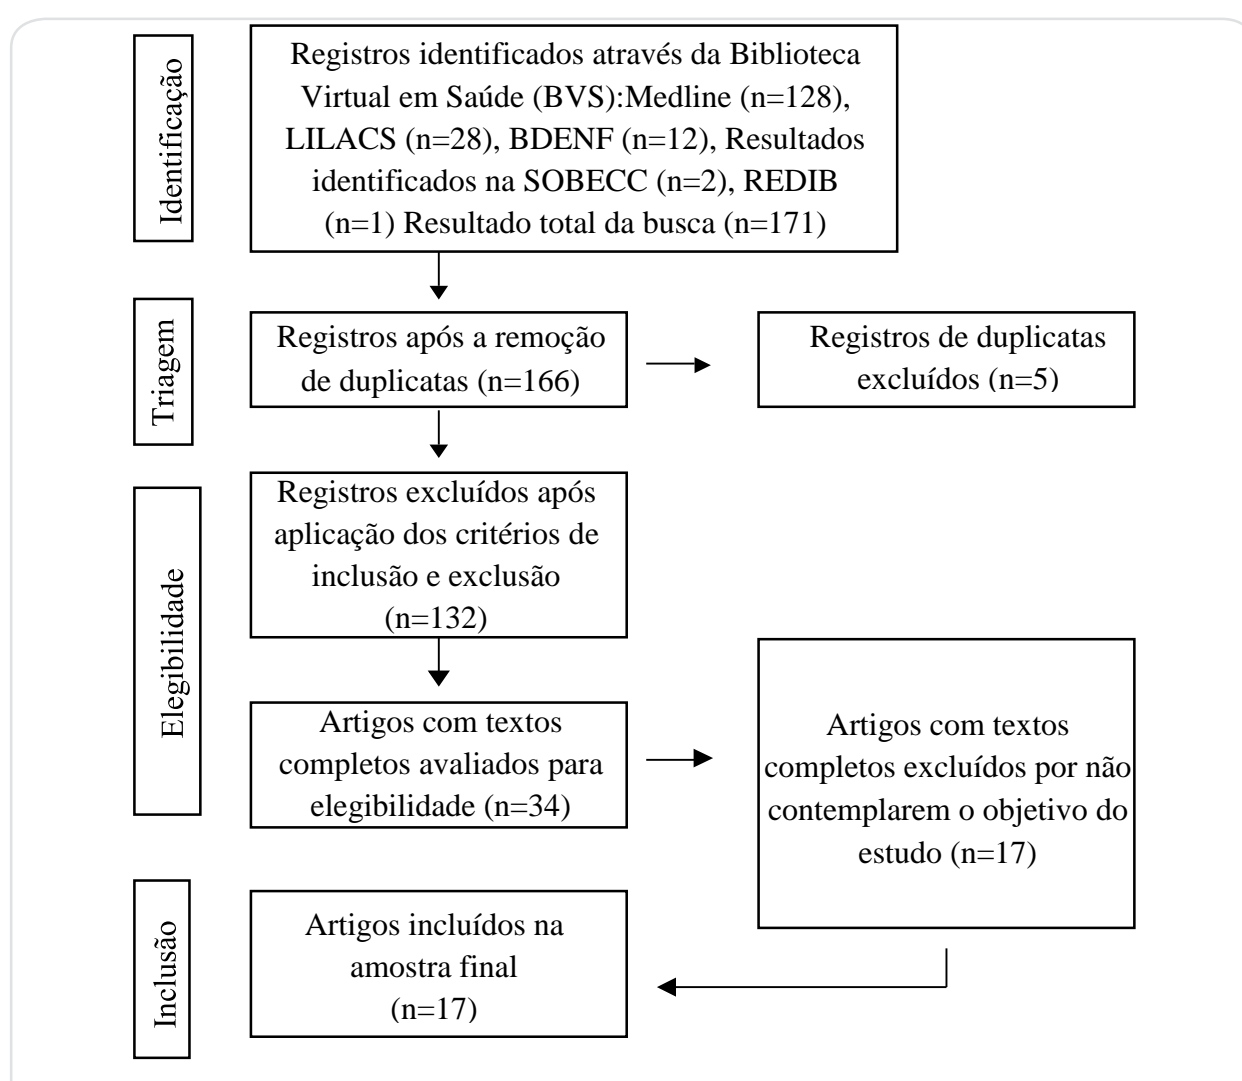 Identificação
Registros identificados através da Biblioteca
Virtual em Saúde (BVS):Medline (n=128),
LILACS (n=28), BDENF (n=12), Resultados
identificados na SOBECC (n=2), REDIB
(n=1) Resultado total da busca (n=171)
Triagem
Registros após a remoção
de duplicatas (n=166)
Registros de duplicatas
excluídos (n=5)
Elegibilidade
Registros excluídos após
aplicação dos critérios de
inclusão e exclusão
(n=132)
Artigos com textos
completos avaliados para
elegibilidade (n=34)
Artigos com textos
completos excluídos por não
contemplarem o objetivo do
estudo (n=17)
Inclusão
Artigos incluídos na
amostra final
(n=17)